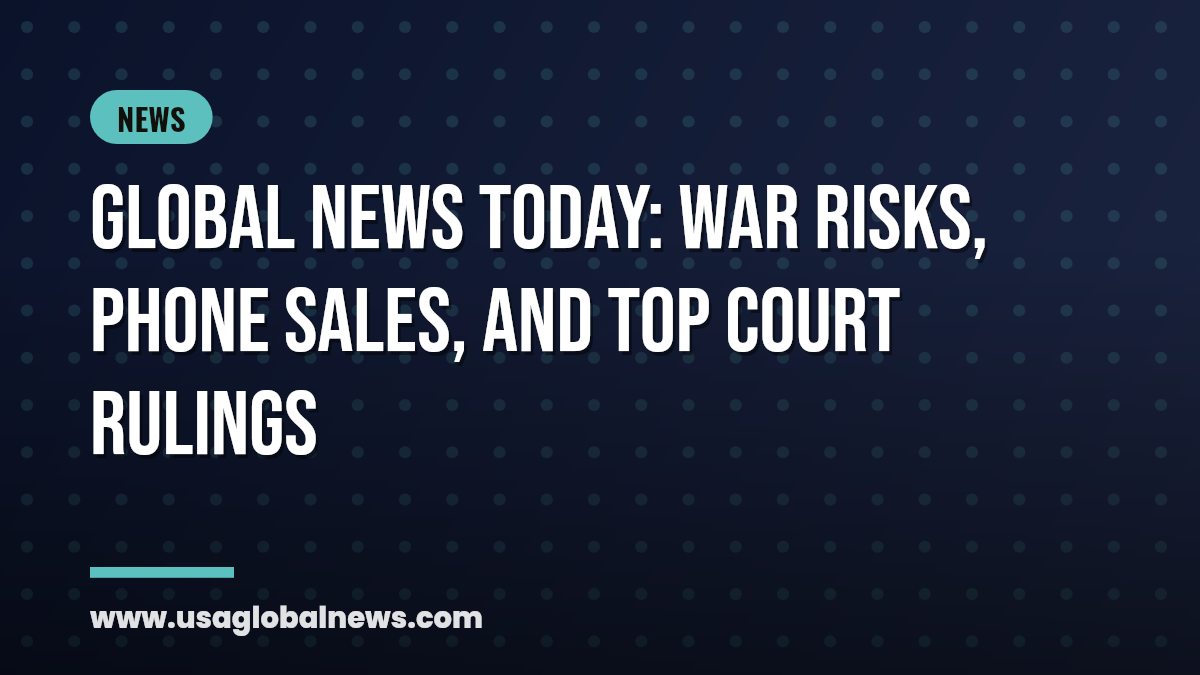 NEWS
GLOBAL NEWS TODAY: WAR RISKS,
PHONE SALES, AND TOP COURT
RULINGS
www.usaglobalnews.com